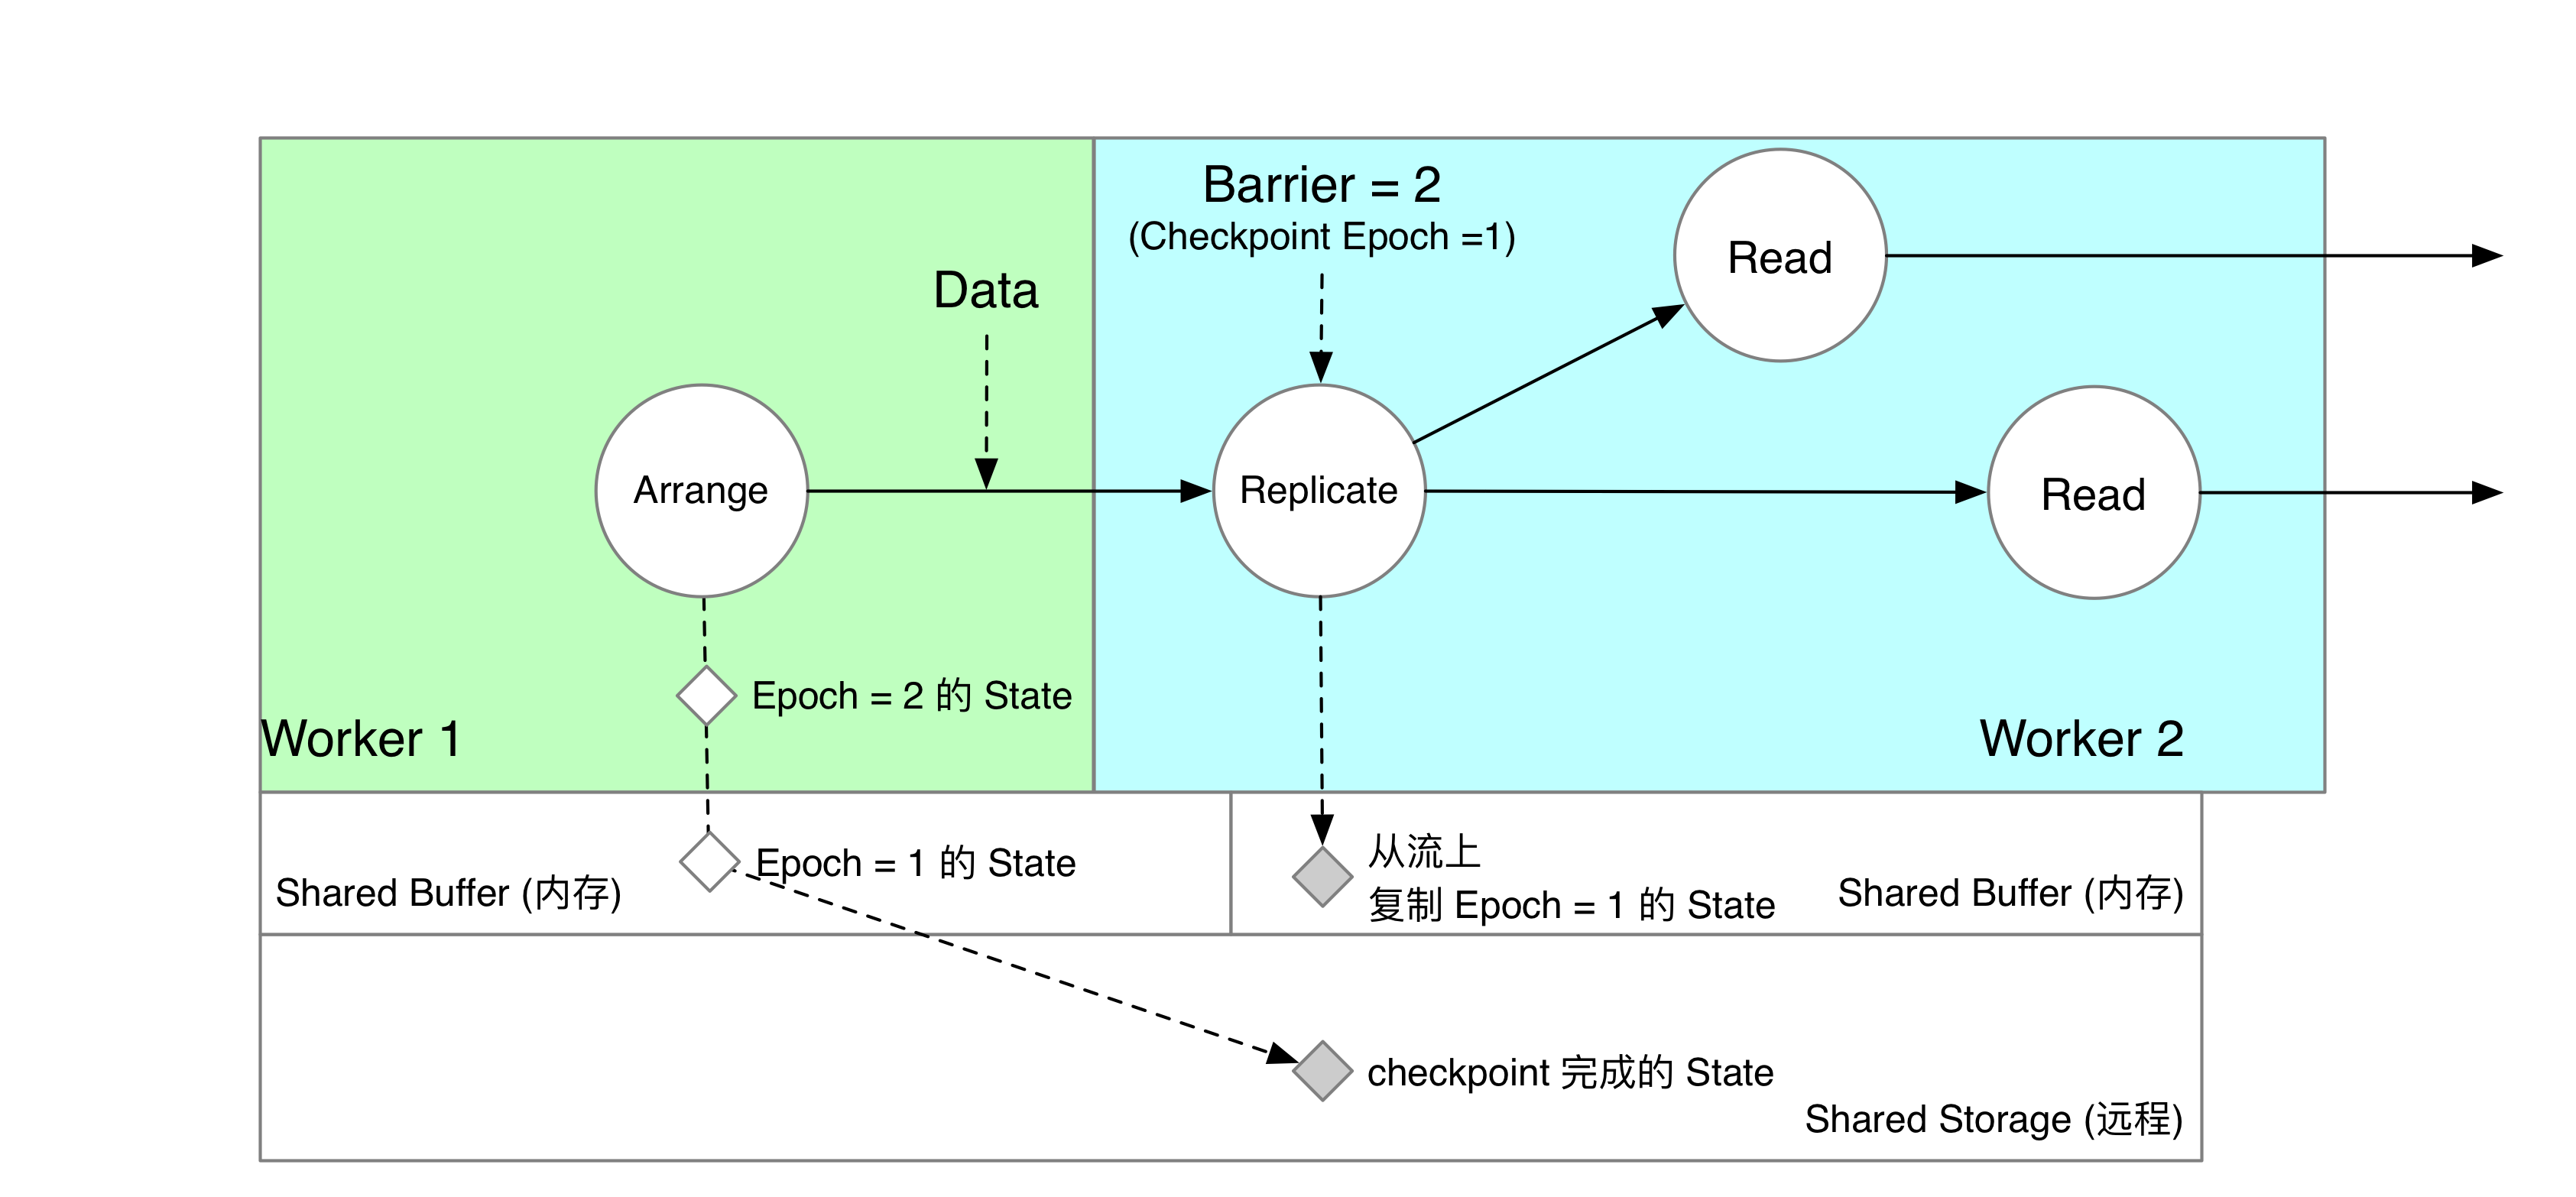 Barrier = 2
(Checkpoint Epoch =1)
Read
Data
Arrange
Replicate
Read
Epoch = 2 的 State
Worker 1
Worker 2
Epoch = 1 的 State
Shared Buffer (内存)
从流上
复制 Epoch = 1 的 State
Shared Buffer (内存)
checkpoint 完成的 State
Shared Storage (远程)